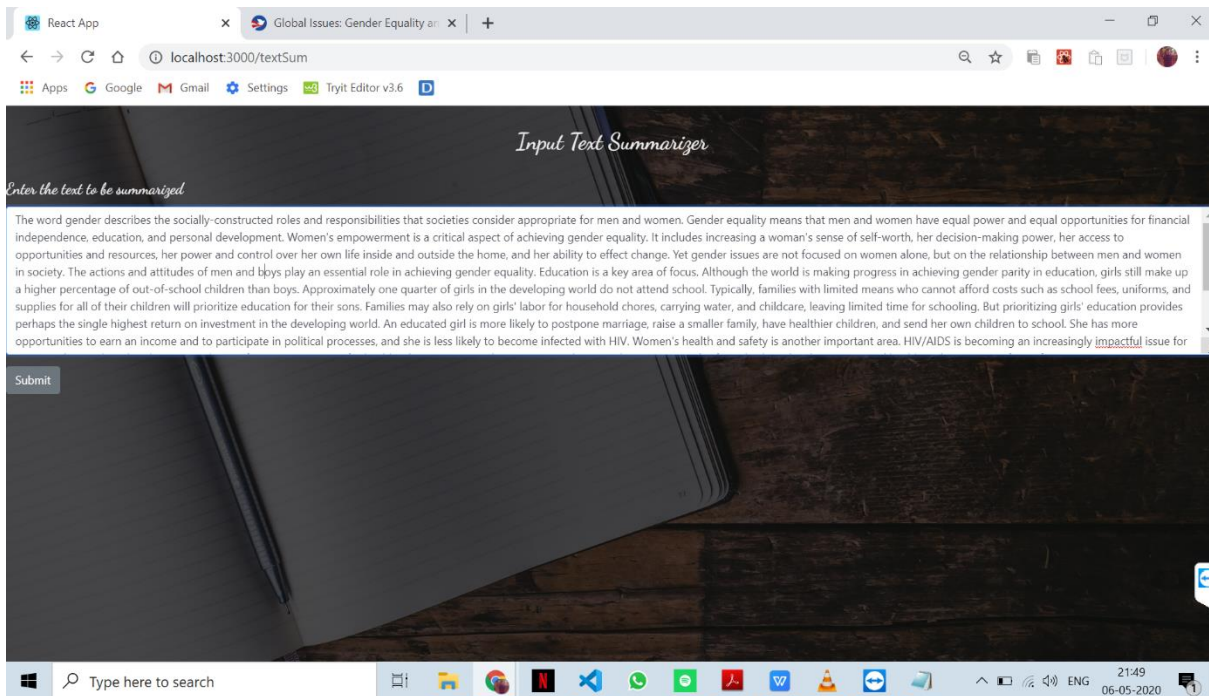 React App
Global Issues: Gender Equality an
localhost:3000/textSum
Apps Google Gmail Settings Tryit Editor v3.6 D
Input Text Summarizer
Enter the text to be summarized
The word gender describes the socially-constructed roles and responsibilities that societies consider appropriate for men and women. Gender equality means that men and women have equal power and equal opportunities for financial
independence, education, and personal development. Women's empowerment is a critical aspect of achieving gender equality. It includes increasing a woman's sense of self-worth, her decision-making power, her access to
opportunities and resources, her power and control over her own life inside and outside the home, and her ability to effect change. Yet gender issues are not focused on women alone, but on the relationship between men and women
in society. The actions and attitudes of men and boys play an essential role in achieving gender equality. Education is a key area of focus. Although the world is making progress in achieving gender parity in education, girls still make up
a higher percentage of out-of-school children than boys. Approximately one quarter of girls in the developing world do not attend school. Typically, families with limited means who cannot afford costs such as school fees, uniforms, and
supplies for all of their children will prioritize education for their sons. Families may also rely on girls' labor for household chores, carrying water, and childcare, leaving limited time for schooling. But prioritizing girls' education provides
perhaps the single highest return on investment in the developing world. An educated girl is more likely to postpone marriage, raise a smaller family, have healthier children, and send her own children to school. She has more
opportunities to earn an income and to participate in political processes, and she is less likely to become infected with HIV. Women's health and safety is another important area. HIV/AIDS is becoming an increasingly impactful issue for
Submit
Type here to search
ENG
21:49
06-05-2020